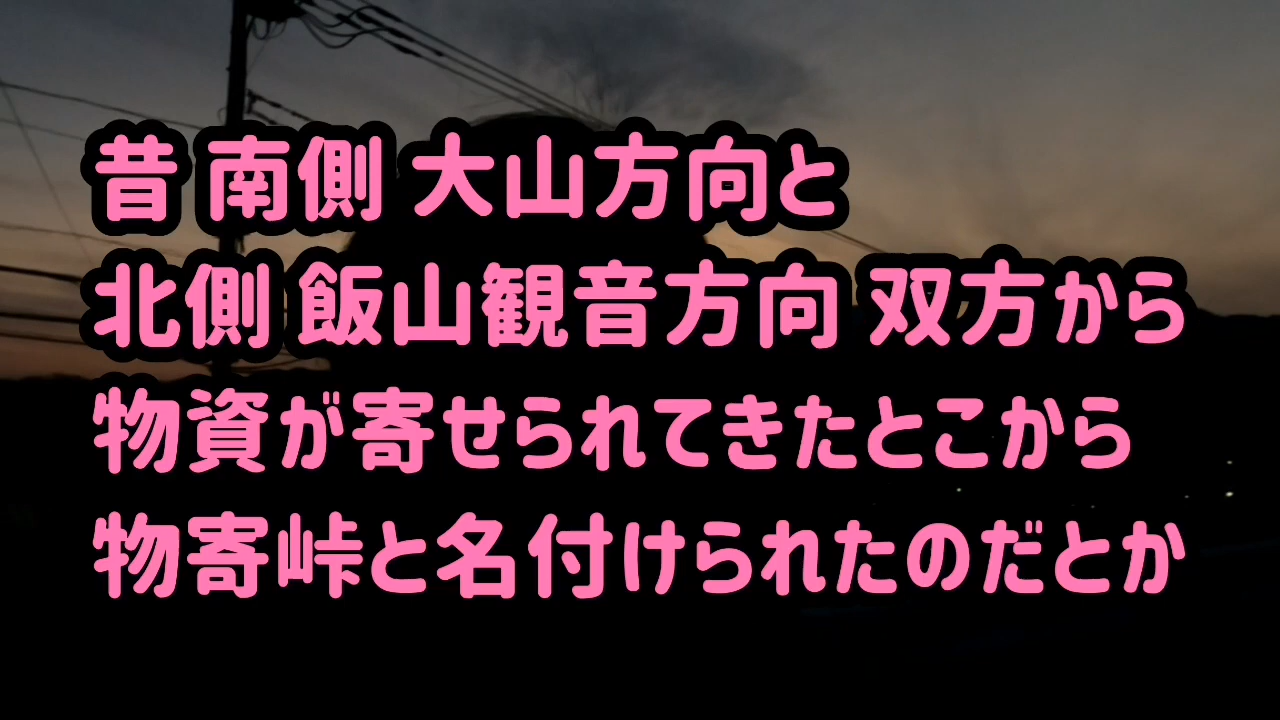 昔 南側 大山方向と
北側 飯山観音方向 双方から
物資が寄せられてきたとこから
物寄峠と名付けられたのだとか